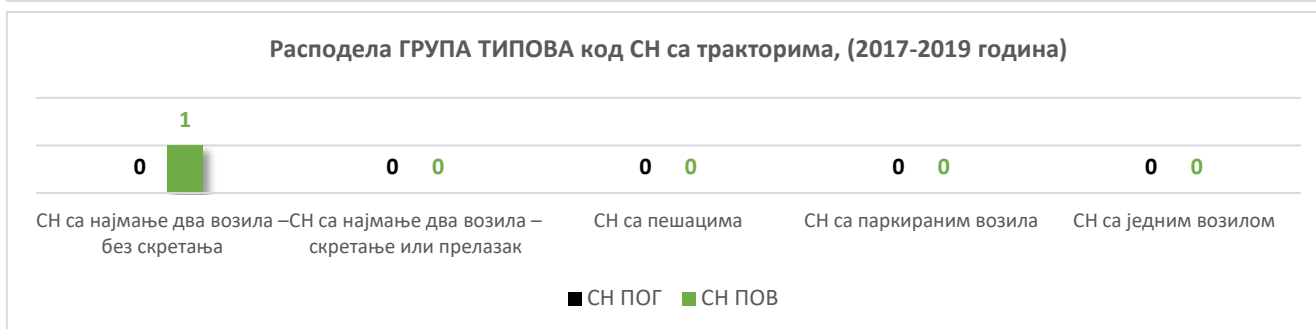 Расподела ГРУПА ТИПОВА код СН са тракторима, (2017-2019 година)
1
0
0 0
0 0
0 0
0 0
СН са најмање два возила –
без скретања
СН са најмање два возила –
скретање или прелазак
СН са пешацима
СН са паркираним возила
СН са једним возилом
СН ПОГ СН ПОВ